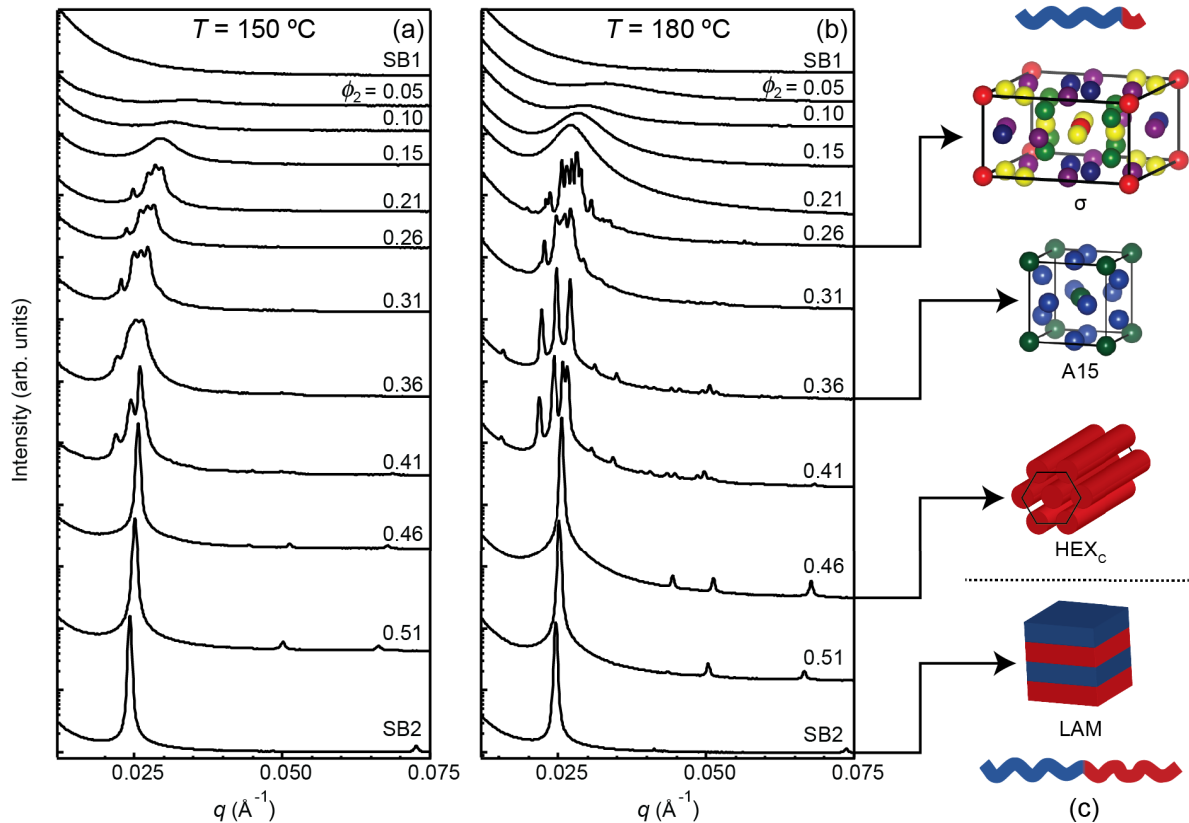 T = 150 ºC (a)
SB1
ϕ₂ = 0.05
0.10
0.15
0.21
0.26
0.31
0.36
0.41
0.46
0.51
SB2
0.025 0.050 0.075
q (Å⁻¹)
Intensity (arb. units)
T = 180 ºC (b)
SB1
ϕ₂ = 0.05
0.10
0.15
0.21
0.26
0.31
0.36
0.41
0.46
0.51
SB2
0.025 0.050 0.075
q (Å⁻¹)
σ
A15
HEX_C
LAM
(c)